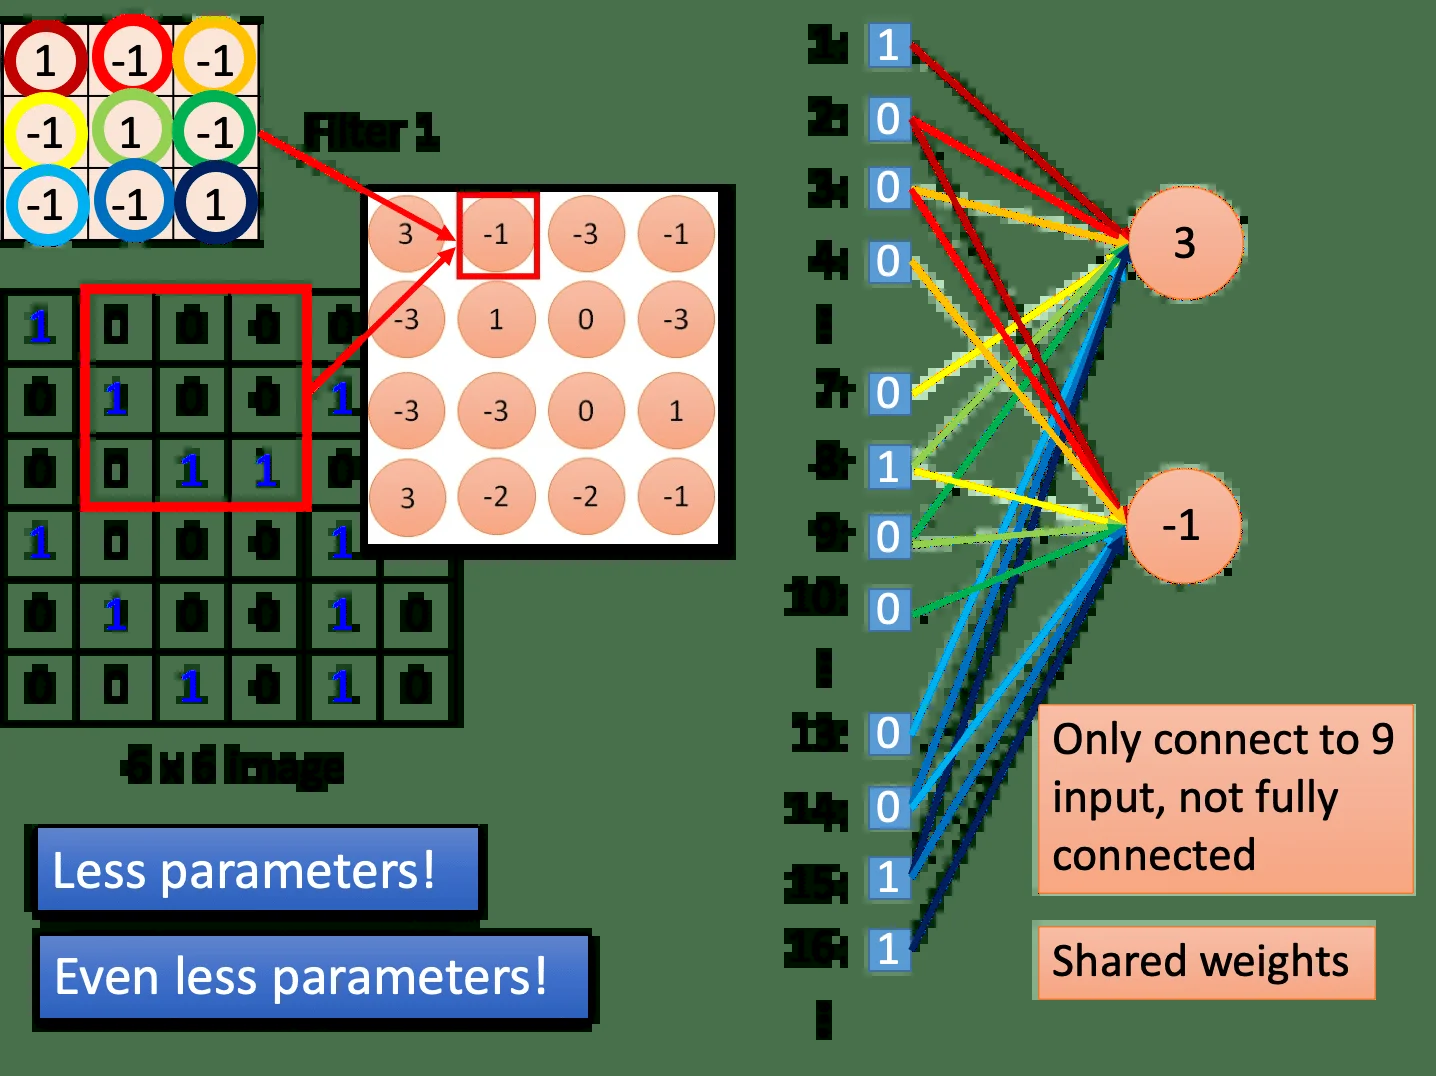 1 -1 -1
-1 1 -1
-1 -1 1
Filter 1
3 -1 -3 -1
-3 1 0 -3
-3 -3 0 1
3 -2 -2 -1
1 0 0 0 0
0 1 0 0 1
0 0 1 1 0
1 0 0 0 1
0 1 0 0 1 0
0 0 1 0 1 0
6 x 6 image
Less parameters!
Even less parameters!
1: 1
2: 0
3: 0
4: 0
7: 0
8: 1
9: 0
10: 0
13: 0
14: 0
15: 1
16: 1
3
-1
Only connect to 9
input, not fully
connected
Shared weights